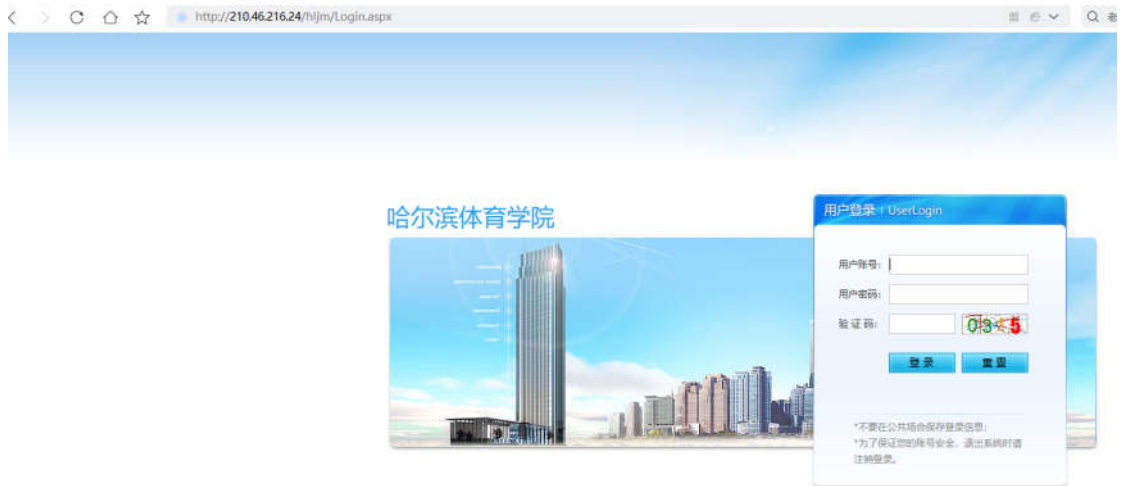 http://210.46.216.24/hljm/Login.aspx
哈尔滨体育学院
用户登录 | UserLogin
用户账号:
用户密码:
验证码:
登录 重置
*不要在公共场合保存登录信息;
*为了保证您的账号安全，退出系统时请
注销登录。